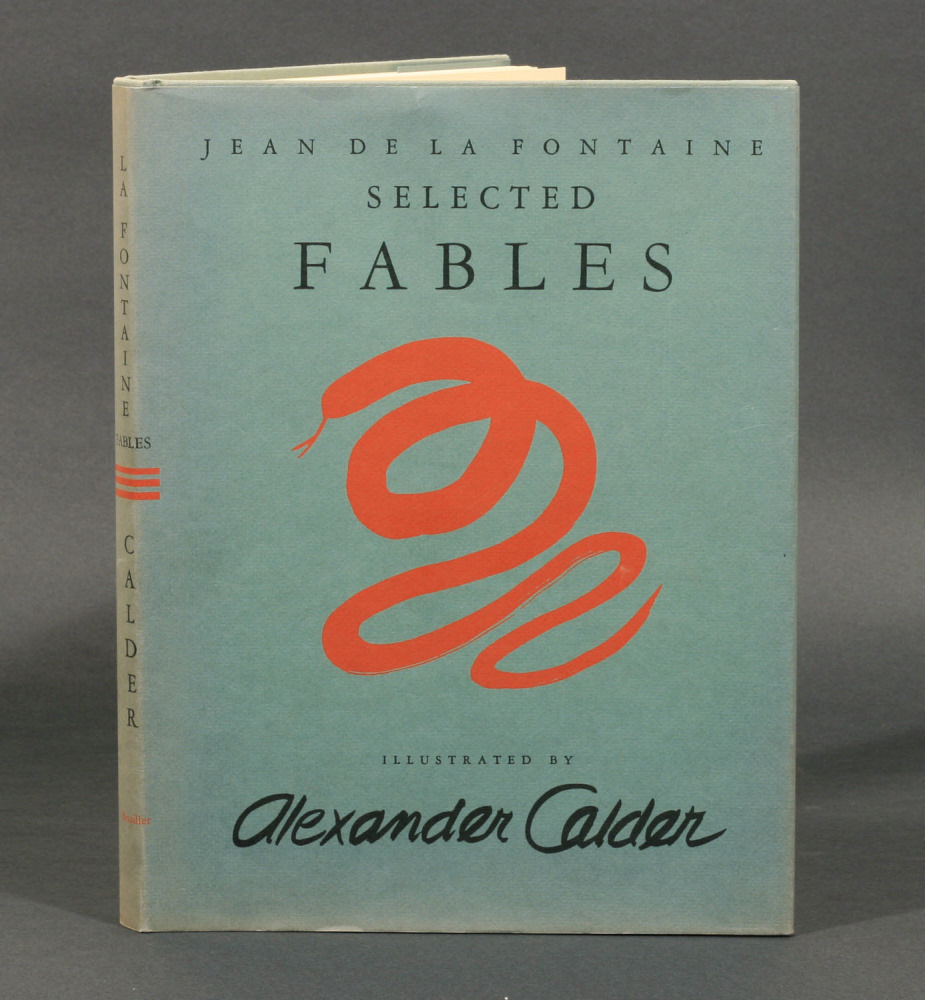 JEAN DE LA FONTAINE
SELECTED
FABLES
ILLUSTRATED BY
Alexander Calder
LA FONTAINE
FABLES
CALDER